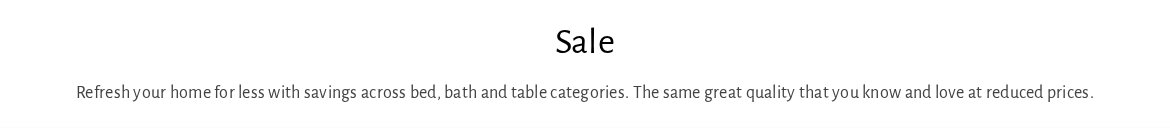 Sale
Refresh your home for less with savings across bed, bath and table categories. The same great quality that you know and love at reduced prices.